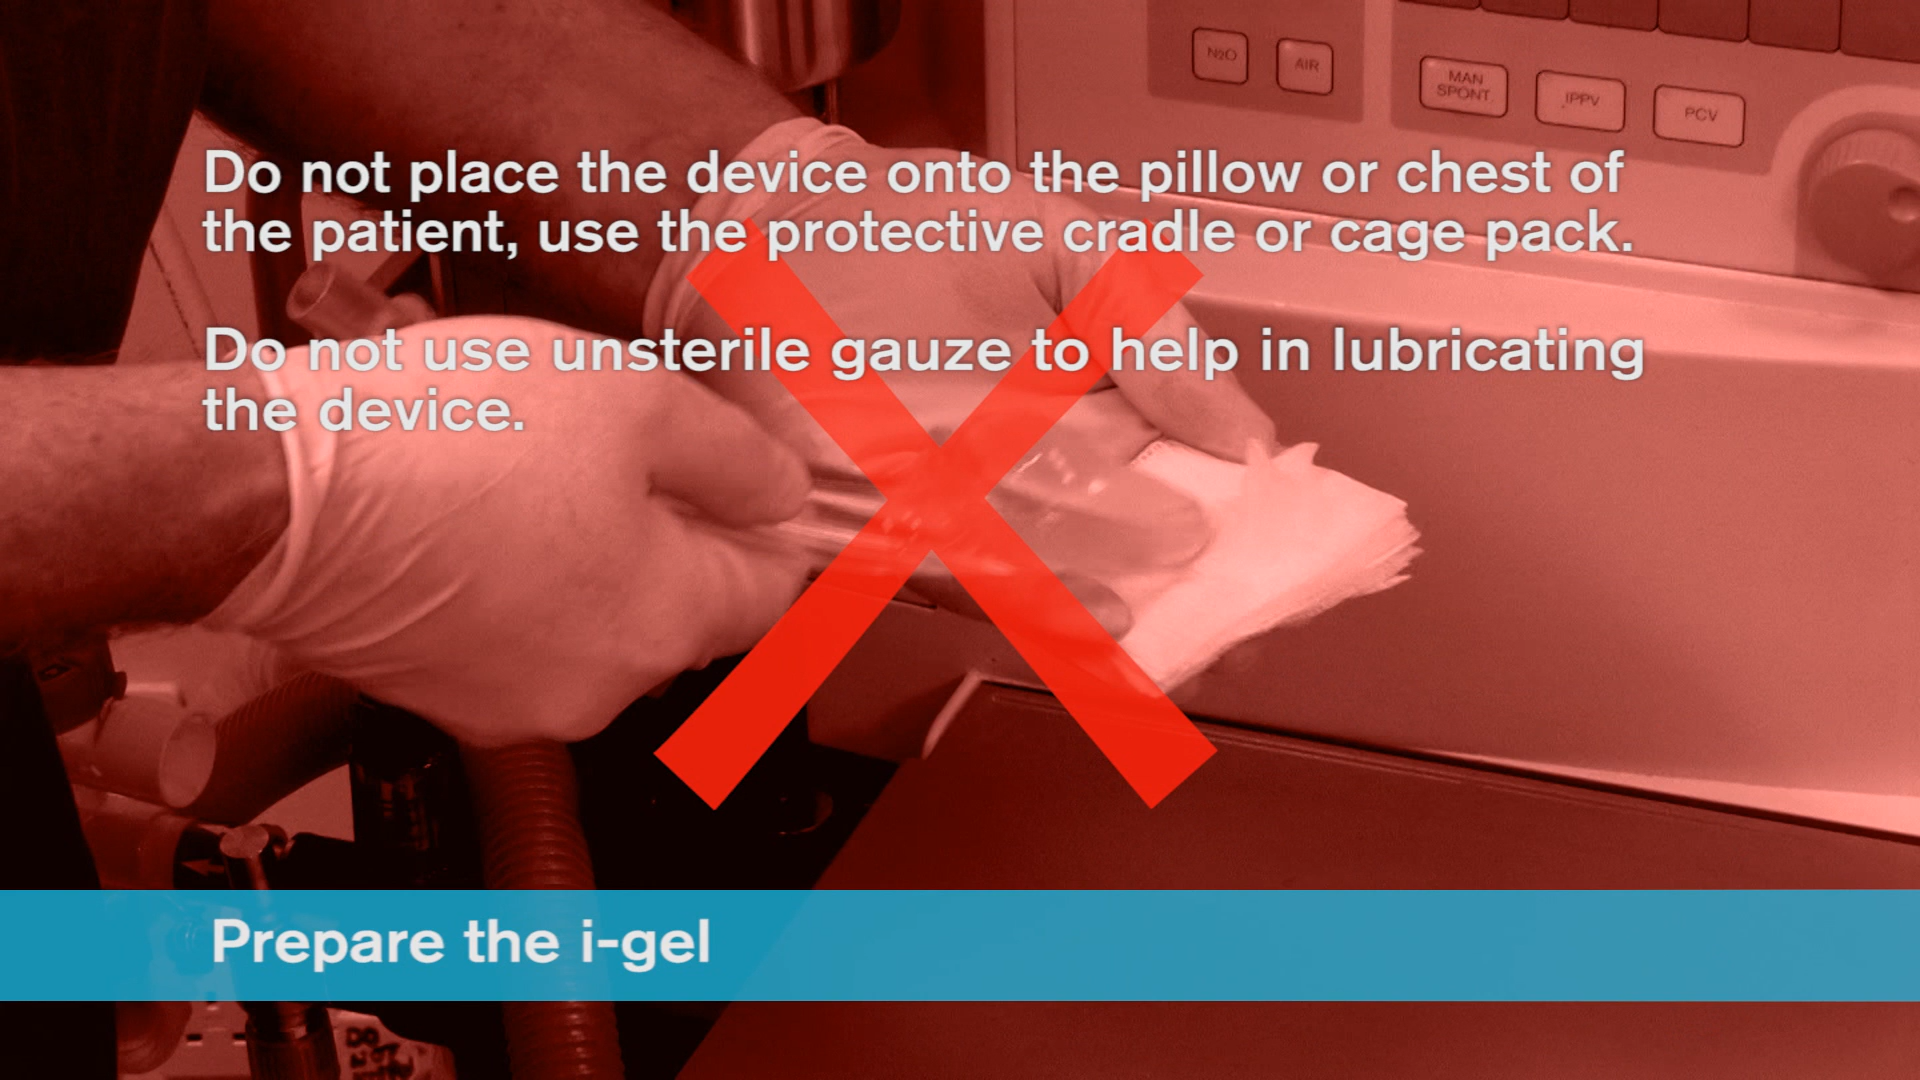 N2O
AIR
MAN
SPONT
IPPV
PCV
Do not place the device onto the pillow or chest of
the patient, use the protective cradle or cage pack.
Do not use unsterile gauze to help in lubricating
the device.
Prepare the i-gel